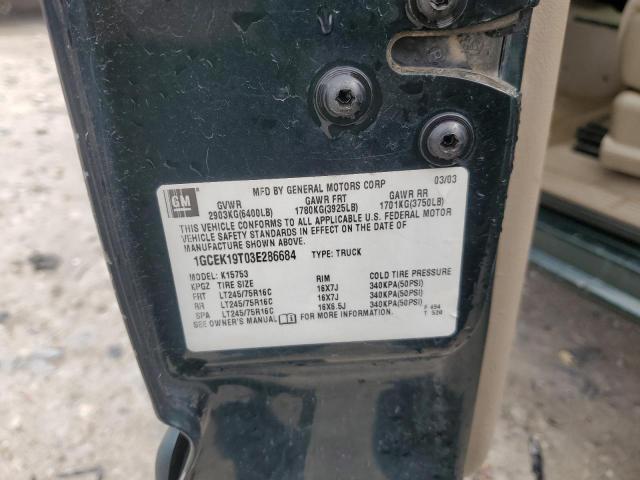 GM
MFD BY GENERAL MOTORS CORP 03/03
GVWR GAWR FRT GAWR RR
2903KG(6400LB) 1780KG(3925LB) 1701KG(3750LB)
THIS VEHICLE CONFORMS TO ALL APPLICABLE U.S. FEDERAL MOTOR
VEHICLE SAFETY STANDARDS IN EFFECT ON THE DATE OF
MANUFACTURE SHOWN ABOVE.
1GCEK19T03E286684 TYPE: TRUCK
MODEL: K15753
KPGZ TIRE SIZE RIM COLD TIRE PRESSURE
FRT LT245/75R16C 16X7J 340KPA(50PSI)
RR LT245/75R16C 16X7J 340KPA(50PSI)
SPA LT245/75R16C 16X6.5J 340KPA(50PSI)
SEE OWNER'S MANUAL FOR MORE INFORMATION.
F 494
T 530